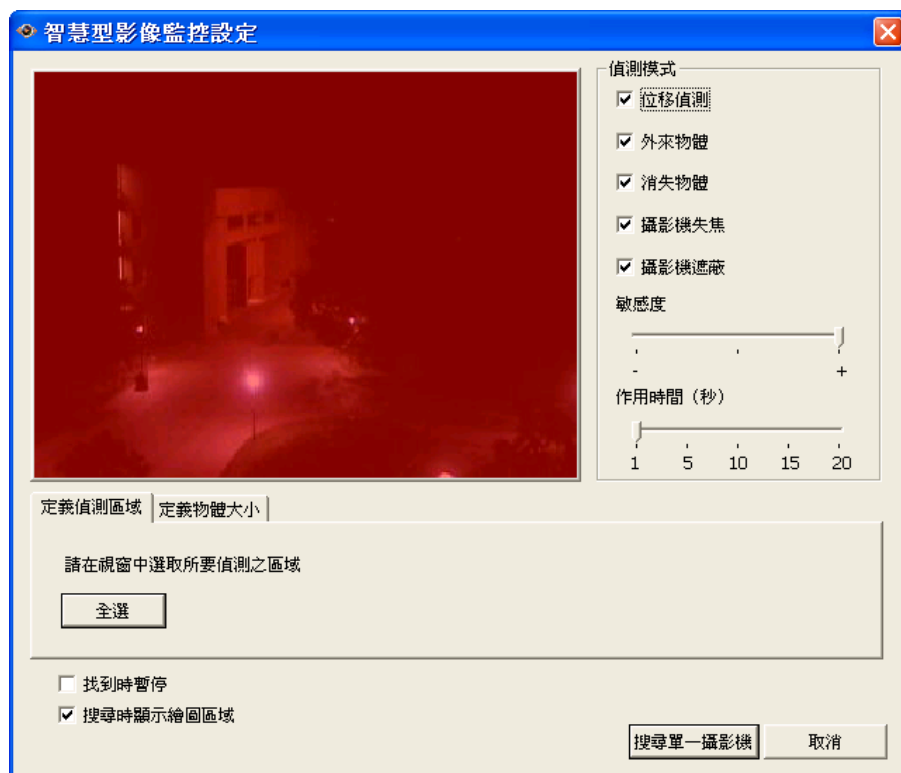 智慧型影像監控設定
偵測模式
位移偵測
外來物體
消失物體
攝影機失焦
攝影機遮蔽
敏感度
- +
作用時間（秒）
1 5 10 15 20
定義偵測區域 定義物體大小
請在視窗中選取所要偵測之區域
全選
找到時暫停
搜尋時顯示繪圖區域
搜尋單一攝影機 取消